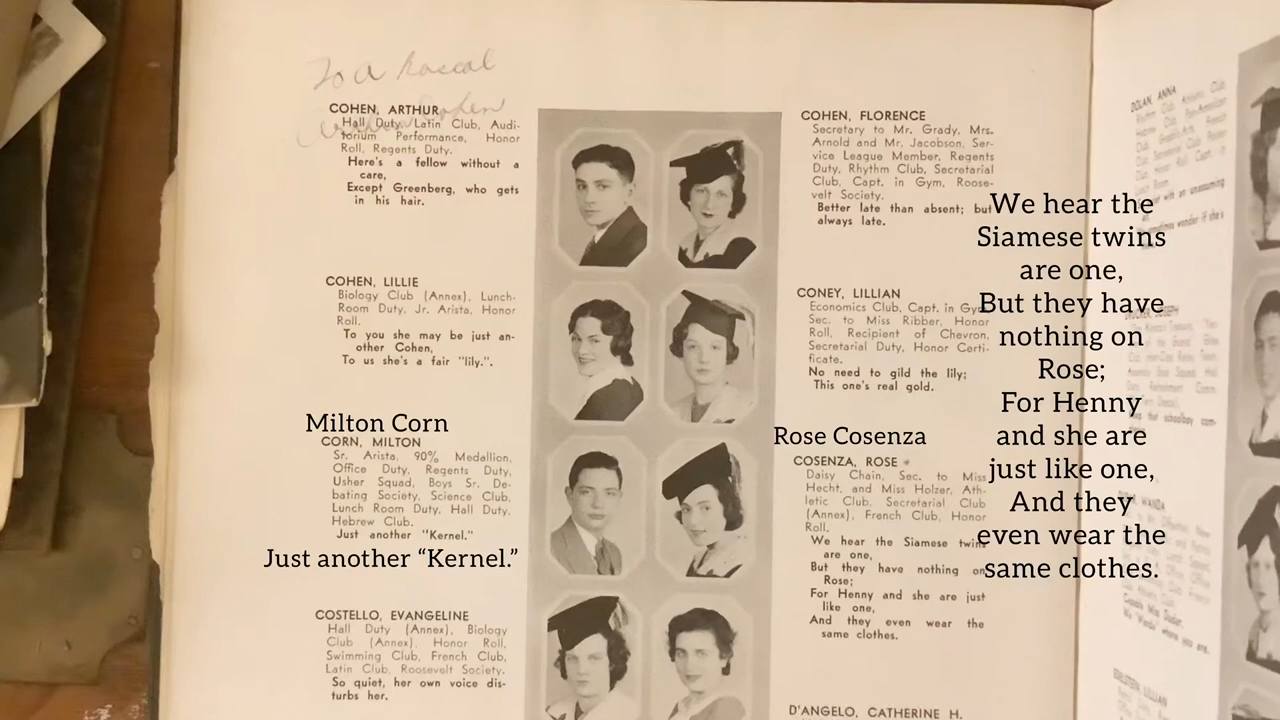 To a Rascal
Arthur Cohen
COHEN, ARTHUR
Hall Duty, Latin Club, Audi-
torium Performance, Honor
Roll, Regents Duty.
Here's a fellow without a
care,
Except Greenberg, who gets
in his hair.
COHEN, LILLIE
Biology Club (Annex), Lunch-
Room Duty, Jr. Arista, Honor
Roll.
To you she may be just an-
other Cohen,
To us she's a fair "lily.".
Milton Corn
CORN, MILTON
Sr. Arista, 90% Medallion,
Office Duty, Regents Duty,
Usher Squad, Boys Sr. De-
bating Society, Science Club,
Lunch Room Duty, Hall Duty,
Hebrew Club.
Just another "Kernel."
Just another “Kernel.”
COSTELLO, EVANGELINE
Hall Duty (Annex), Biology
Club (Annex), Honor Roll,
Swimming Club, French Club,
Latin Club, Roosevelt Society.
So quiet, her own voice dis-
turbs her.
COHEN, FLORENCE
Secretary to Mr. Grady, Mrs.
Arnold and Mr. Jacobson, Ser-
vice League Member, Regents
Duty, Rhythm Club, Secretarial
Club, Capt. in Gym, Roose-
velt Society.
Better late than absent; but
always late.
CONEY, LILLIAN
Economics Club, Capt. in Gym
Sec. to Miss Ribber, Honor
Roll, Recipient of Chevron,
Secretarial Duty, Honor Certi-
ficate.
No need to gild the lily;
This one's real gold.
Rose Cosenza
COSENZA, ROSE
Daisy Chain, Sec. to Miss
Hecht, and Miss Holzer, Ath-
letic Club, Secretarial Club
(Annex), French Club, Honor
Roll.
We hear the Siamese twins
are one,
But they have nothing on
Rose;
For Henny and she are just
like one,
And they even wear the
same clothes.
D'ANGELO, CATHERINE H.
We hear the
Siamese twins
are one,
But they have
nothing on
Rose;
For Henny
and she are
just like one,
And they
even wear the
same clothes.
DOLAN, ANNA